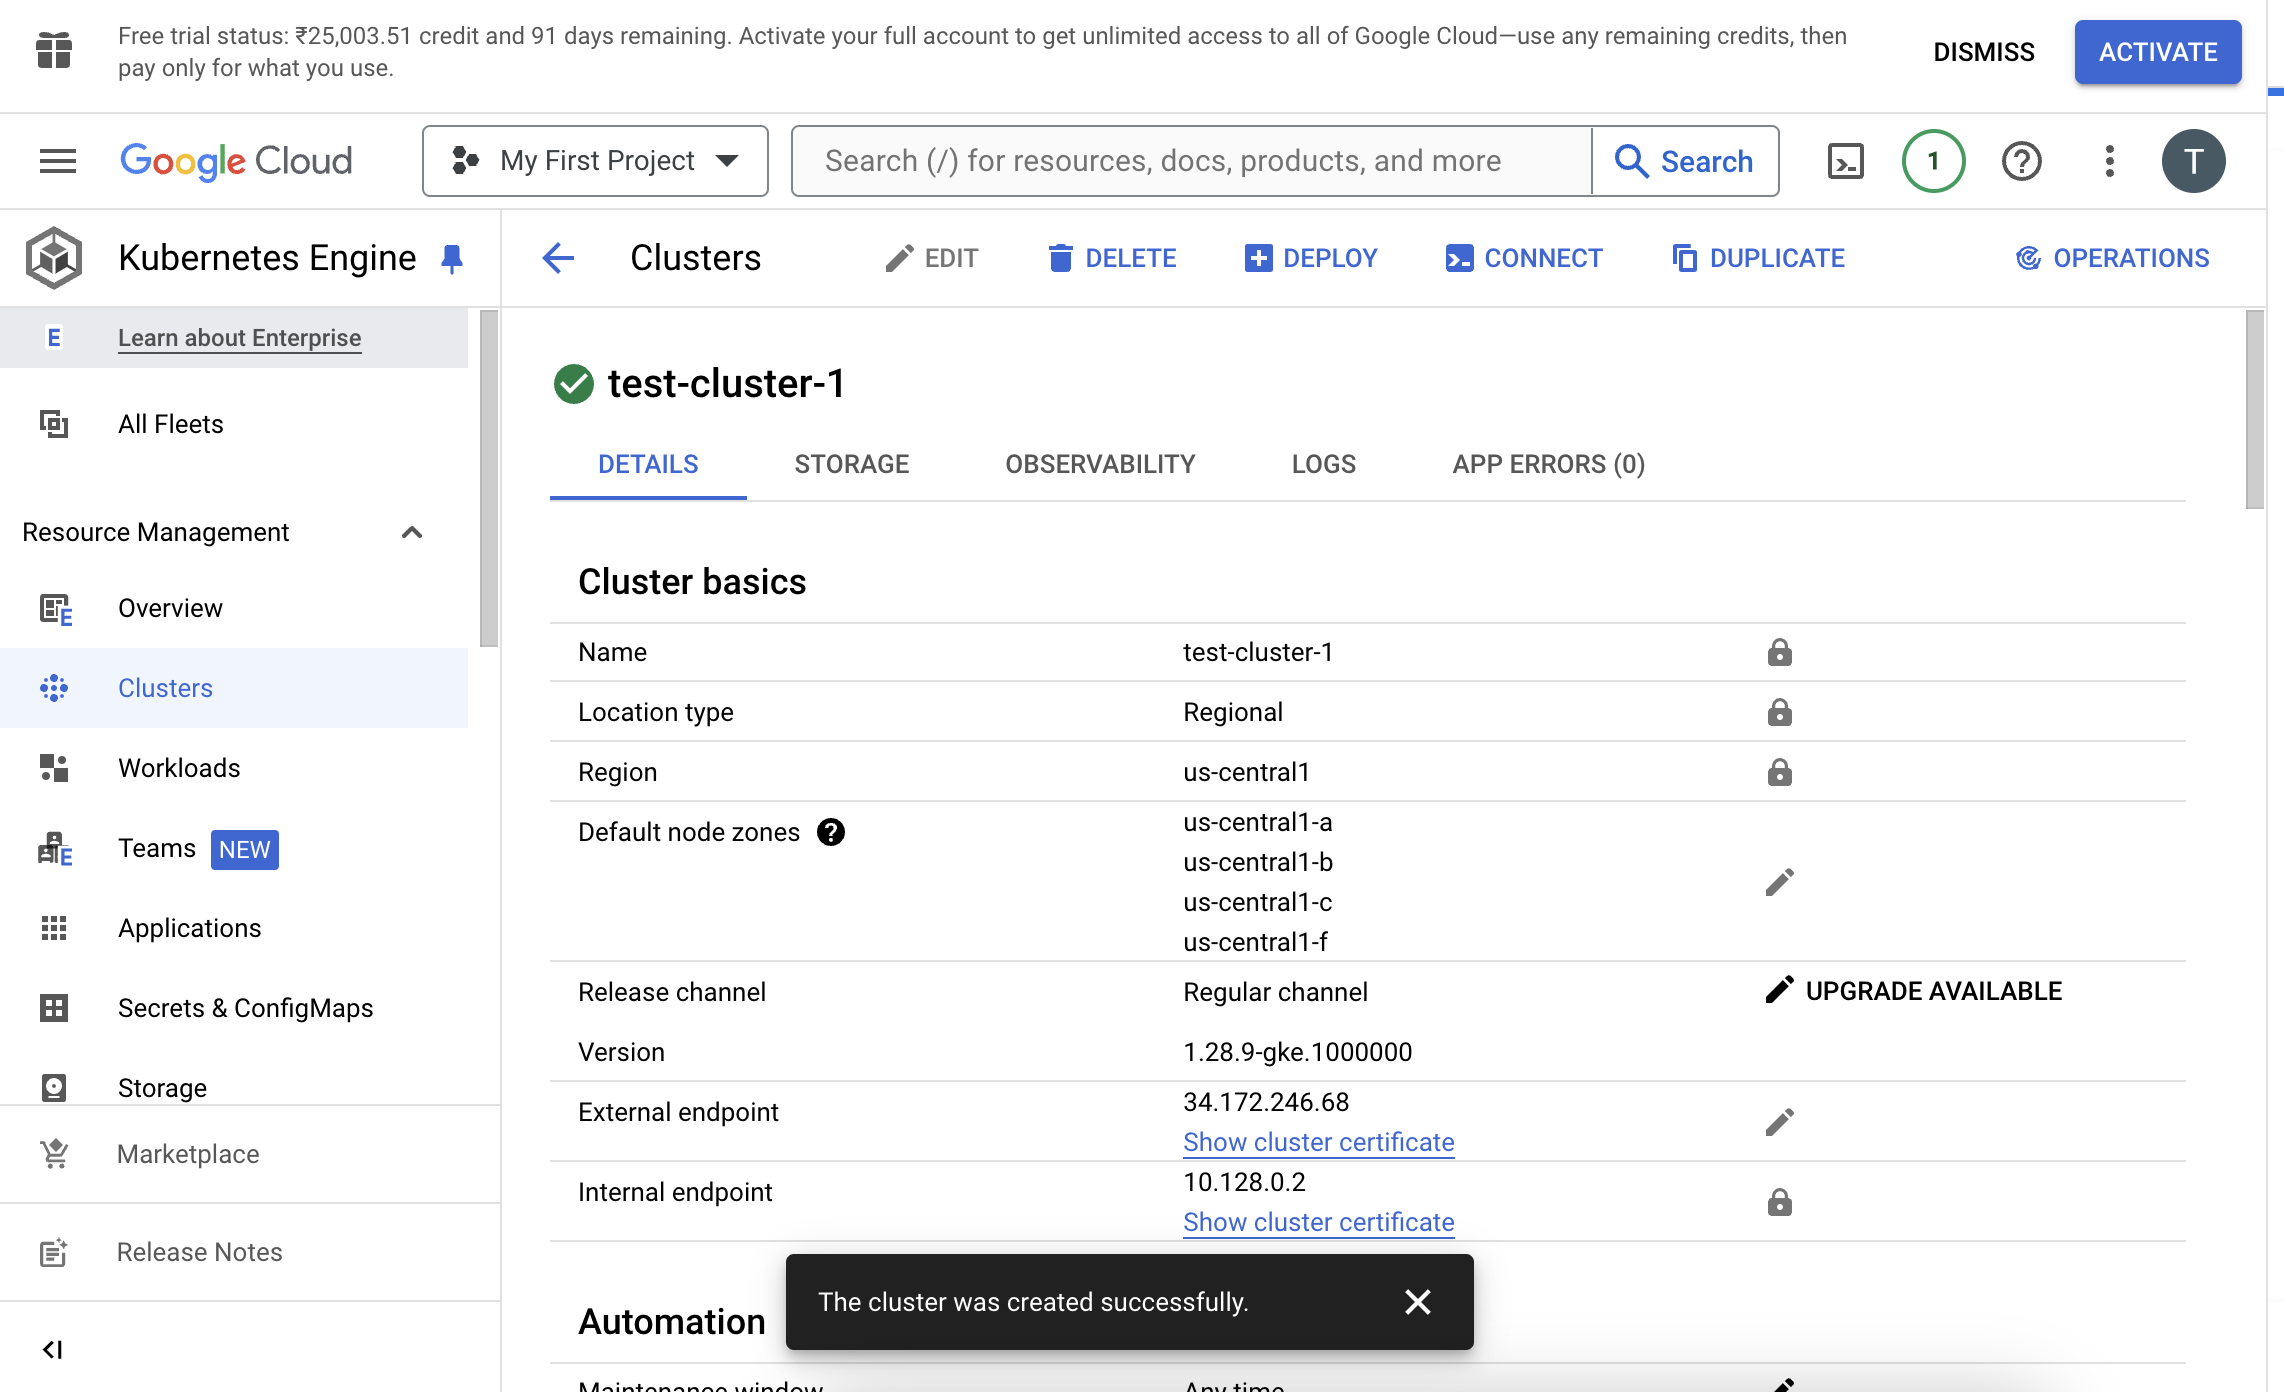 Free trial status: ₹25,003.51 credit and 91 days remaining. Activate your full account to get unlimited access to all of Google Cloud—use any remaining credits, then
pay only for what you use.
DISMISS
ACTIVATE
Google Cloud
My First Project
Search (/) for resources, docs, products, and more
Search
1
T
Kubernetes Engine
Clusters
EDIT
DELETE
DEPLOY
CONNECT
DUPLICATE
OPERATIONS
E
Learn about Enterprise
All Fleets
Resource Management
E
Overview
Clusters
Workloads
E
Teams NEW
Applications
Secrets & ConfigMaps
Storage
Marketplace
Release Notes
test-cluster-1
DETAILS
STORAGE
OBSERVABILITY
LOGS
APP ERRORS (0)
Cluster basics
Name
test-cluster-1
Location type
Regional
Region
us-central1
Default node zones
us-central1-a
us-central1-b
us-central1-c
us-central1-f
Release channel
Regular channel
UPGRADE AVAILABLE
Version
1.28.9-gke.1000000
External endpoint
34.172.246.68
Show cluster certificate
Internal endpoint
10.128.0.2
Show cluster certificate
Automation
The cluster was created successfully.
Maintenance window
Any time